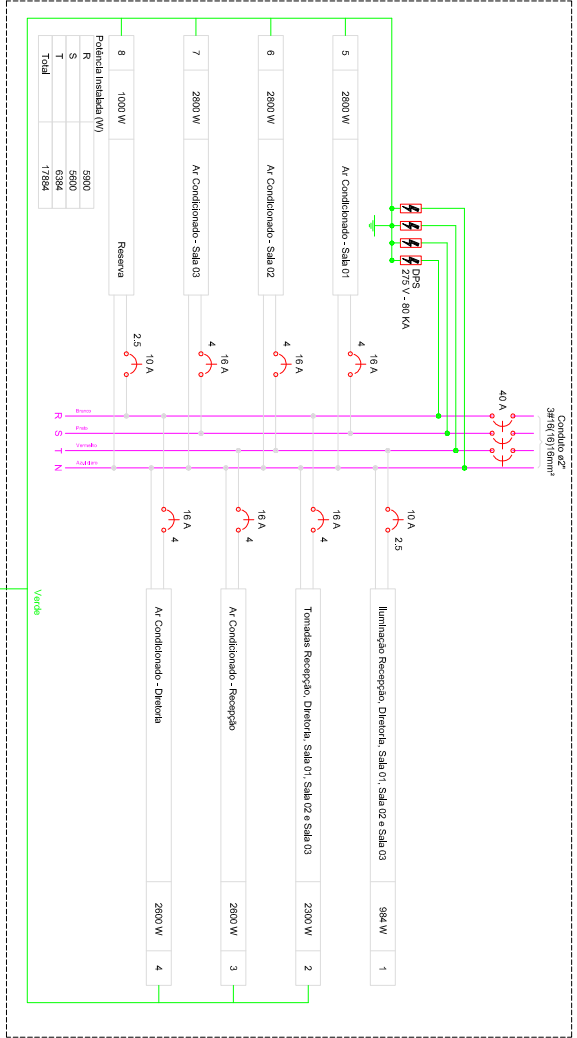 Conduto ø2"
3#16(16)16mm²
40 A
DPS
275 V - 80 KA
5
2800 W
Ar Condicionado - Sala 01
4
16 A
6
2800 W
Ar Condicionado - Sala 02
4
16 A
7
2800 W
Ar Condicionado - Sala 03
4
16 A
8
1000 W
Reserva
2.5
10 A
10 A
2.5
Iluminação Recepção, Diretoria, Sala 01, Sala 02 e Sala 03
984 W
1
16 A
4
Tomadas Recepção, Diretoria, Sala 01, Sala 02 e Sala 03
2300 W
2
16 A
4
Ar Condicionado - Recepção
2600 W
3
16 A
4
Ar Condicionado - Diretoria
2600 W
4
Branco
R
Preto
S
Vermelho
T
N
Verde
Potência Instalada (W)
R 5900
S 5600
T 6384
Total 17884